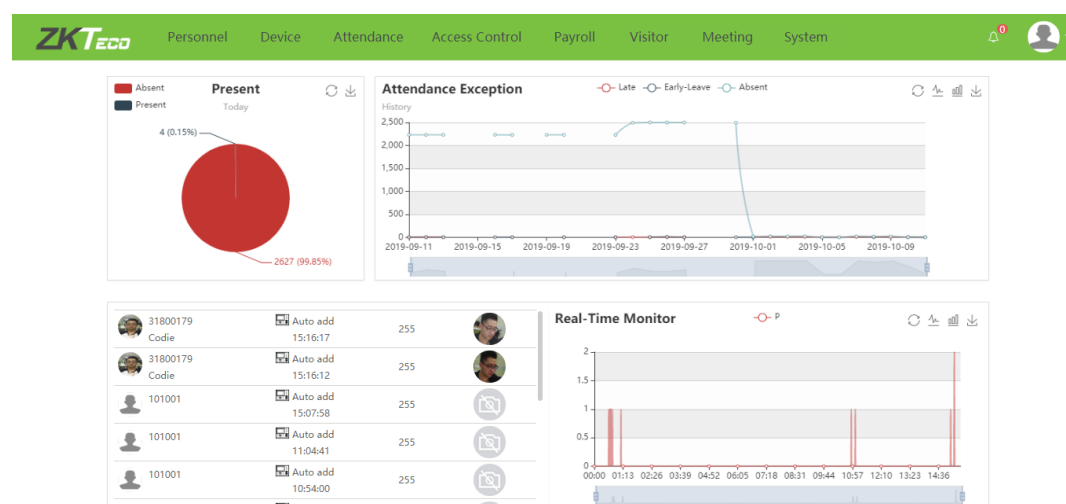 ZKTECO Personnel Device Attendance Access Control Payroll Visitor Meeting System 0
Absent
Present
Present
Today
4 (0.15%)
2627 (99.85%)
Attendance Exception
History
Late Early-Leave Absent
2,500
2,000
1,500
1,000
500
0
2019-09-11 2019-09-15 2019-09-19 2019-09-23 2019-09-27 2019-10-01 2019-10-05 2019-10-09
31800179 Auto add 255
Codie 15:16:17
31800179 Auto add 255
Codie 15:16:12
101001 Auto add 255
15:07:58
101001 Auto add 255
11:04:41
101001 Auto add 255
10:54:00
Real-Time Monitor
P
2
1.5
1
0.5
0
00:00 01:13 02:26 03:39 04:52 06:05 07:18 08:31 09:44 10:57 12:10 13:23 14:36